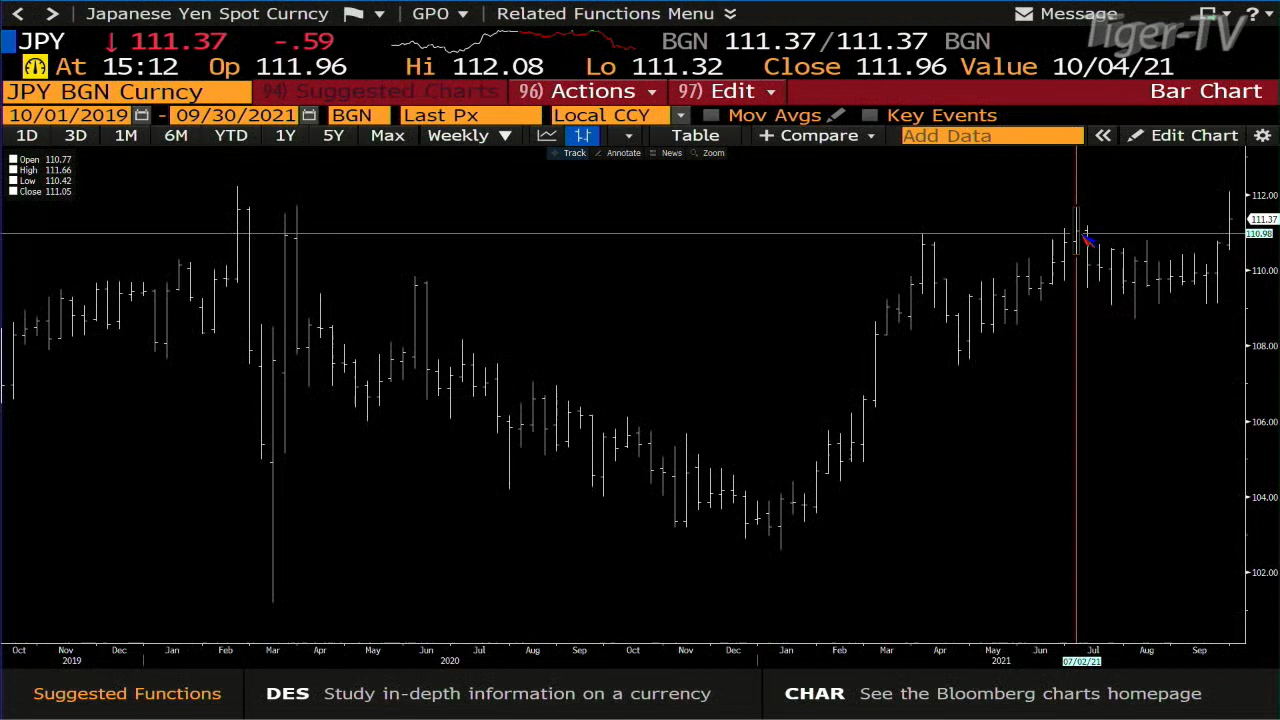 Japanese Yen Spot Curncy GPO Related Functions Menu Message ?
Tiger-TV
JPY ↓ 111.37 -.59 BGN 111.37/111.37 BGN
At 15:12 Op 111.96 Hi 112.08 Lo 111.32 Close 111.96 Value 10/04/21
JPY BGN Curncy 94) Suggested Charts 96) Actions 97) Edit Bar Chart
10/01/2019 - 09/30/2021 BGN Last Px Local CCY Mov Avgs Key Events
1D 3D 1M 6M YTD 1Y 5Y Max Weekly ▼ Table + Compare Add Data « Edit Chart
Track Annotate News Zoom
Open 110.77
High 111.66
Low 110.42
Close 111.05
112.00
111.37
110.98
110.00
108.00
106.00
104.00
102.00
Oct Nov Dec Jan Feb Mar Apr May Jun Jul Aug Sep Oct Nov Dec Jan Feb Mar Apr May Jun Jul Aug Sep
2019 2020 2021 07/02/21
Suggested Functions DES Study in-depth information on a currency CHAR See the Bloomberg charts homepage